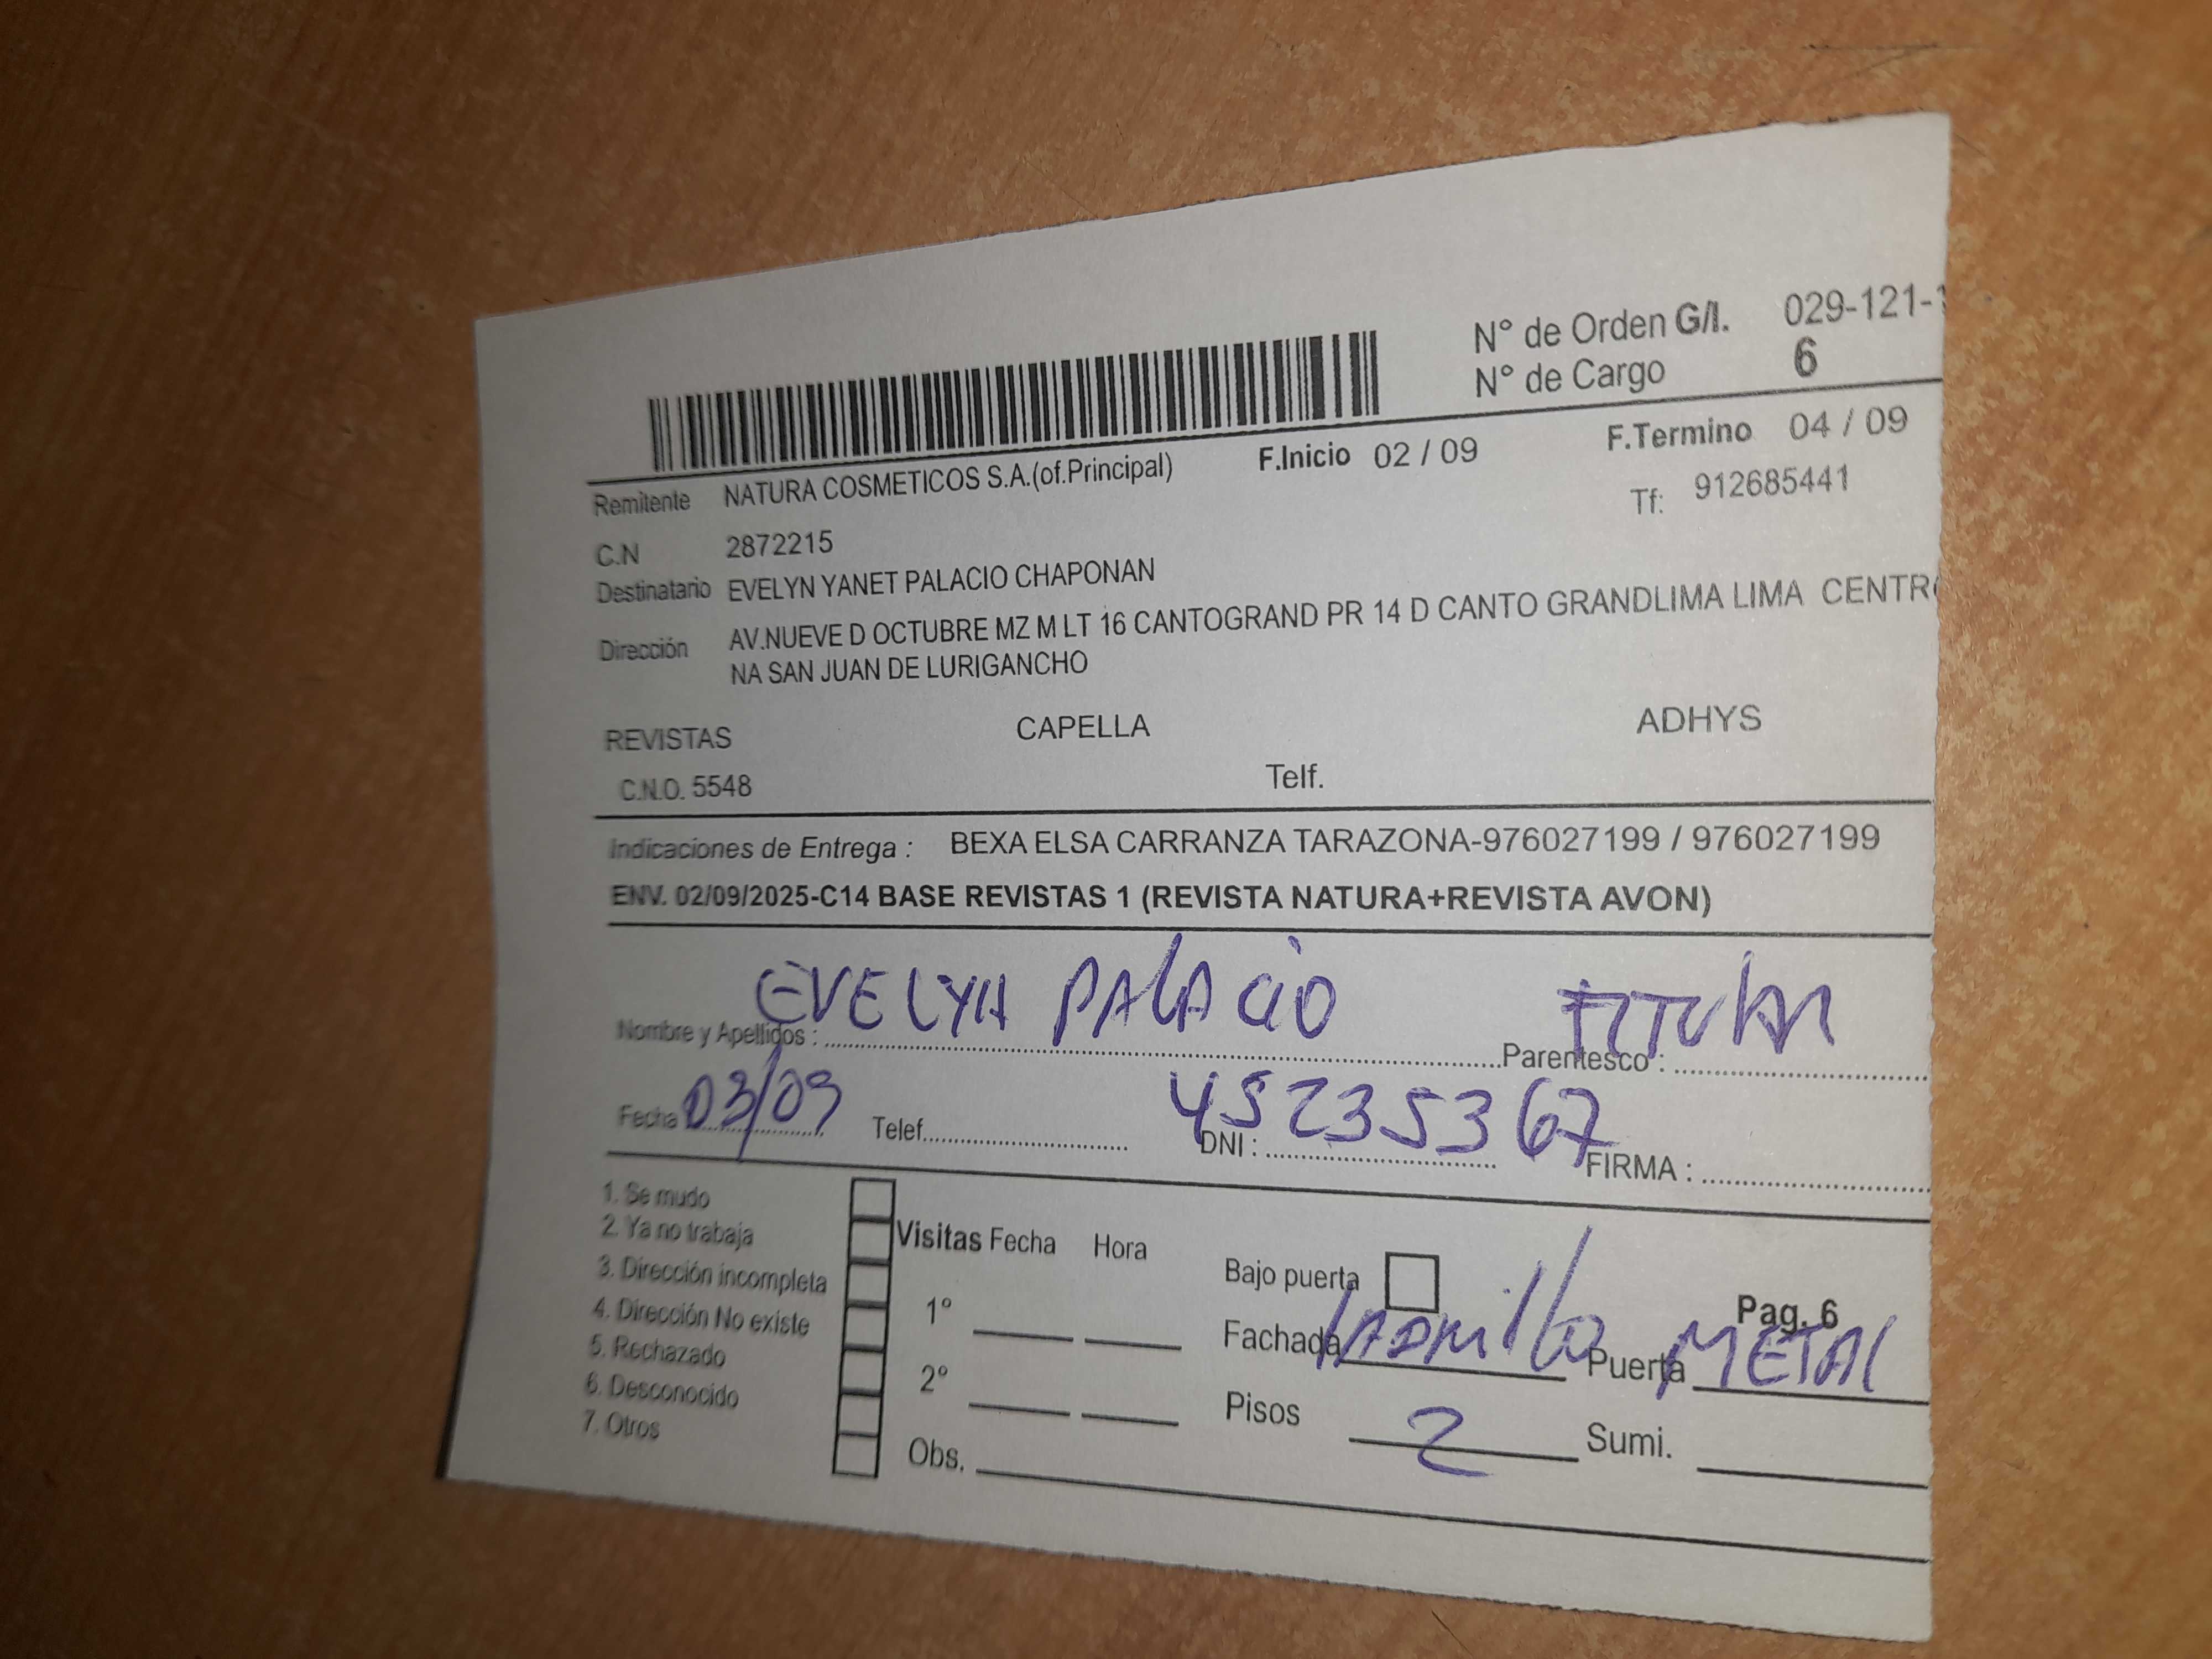 N° de Orden G/I. 029-121-
N° de Cargo 6
F.Inicio 02 / 09 F.Termino 04 / 09
Remitente NATURA COSMETICOS S.A.(of.Principal)
Tf: 912685441
C.N 2872215
Destinatario EVELYN YANET PALACIO CHAPONAN
Dirección AV.NUEVE D OCTUBRE MZ M LT 16 CANTOGRAND PR 14 D CANTO GRANDLIMA LIMA CENTR
NA SAN JUAN DE LURIGANCHO
REVISTAS CAPELLA ADHYS
C.N.O. 5548 Telf.
Indicaciones de Entrega : BEXA ELSA CARRANZA TARAZONA-976027199 / 976027199
ENV. 02/09/2025-C14 BASE REVISTAS 1 (REVISTA NATURA+REVISTA AVON)
Nombre y Apellidos : EVELYN PALACIO Parentesco : TITULAR
Fecha 03/09 Telef. DNI : 45235367 FIRMA :
1. Se mudo
2. Ya no trabaja
3. Dirección incompleta
4. Dirección No existe
5. Rechazado
6. Desconocido
7. Otros
Visitas Fecha Hora
1°
2°
Obs.
Bajo puerta
Pag. 6
Fachada LADRILLO Puerta METAL
Pisos 2 Sumi.